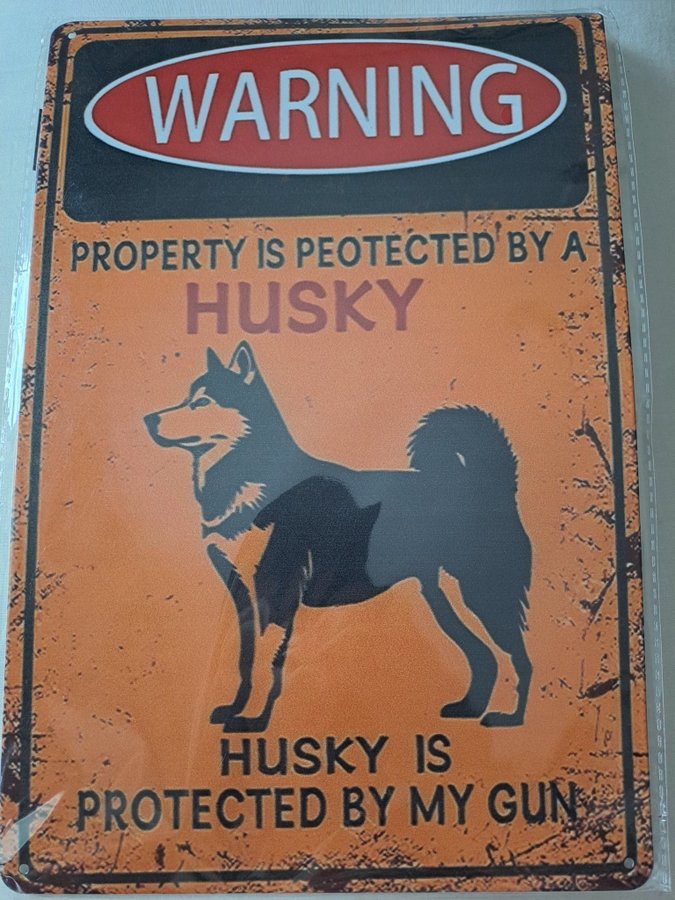 WARNING
PROPERTY IS PEOTECTED BY A
HUSKY
HUSKY IS
PROTECTED BY MY GUN